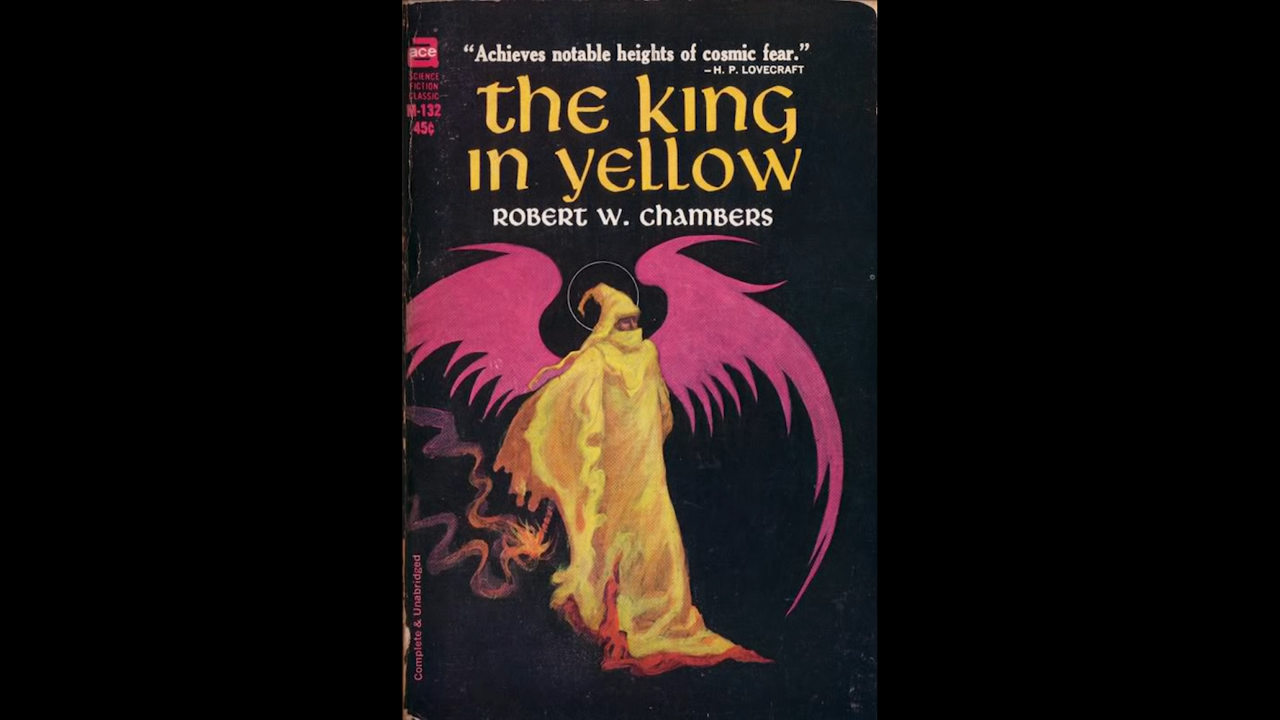 ace
SCIENCE
FICTION
CLASSIC
M-132
45¢
“Achieves notable heights of cosmic fear.”
–H. P. LOVECRAFT
the king
in yellow
ROBERT W. CHAMBERS
Complete & Unabridged